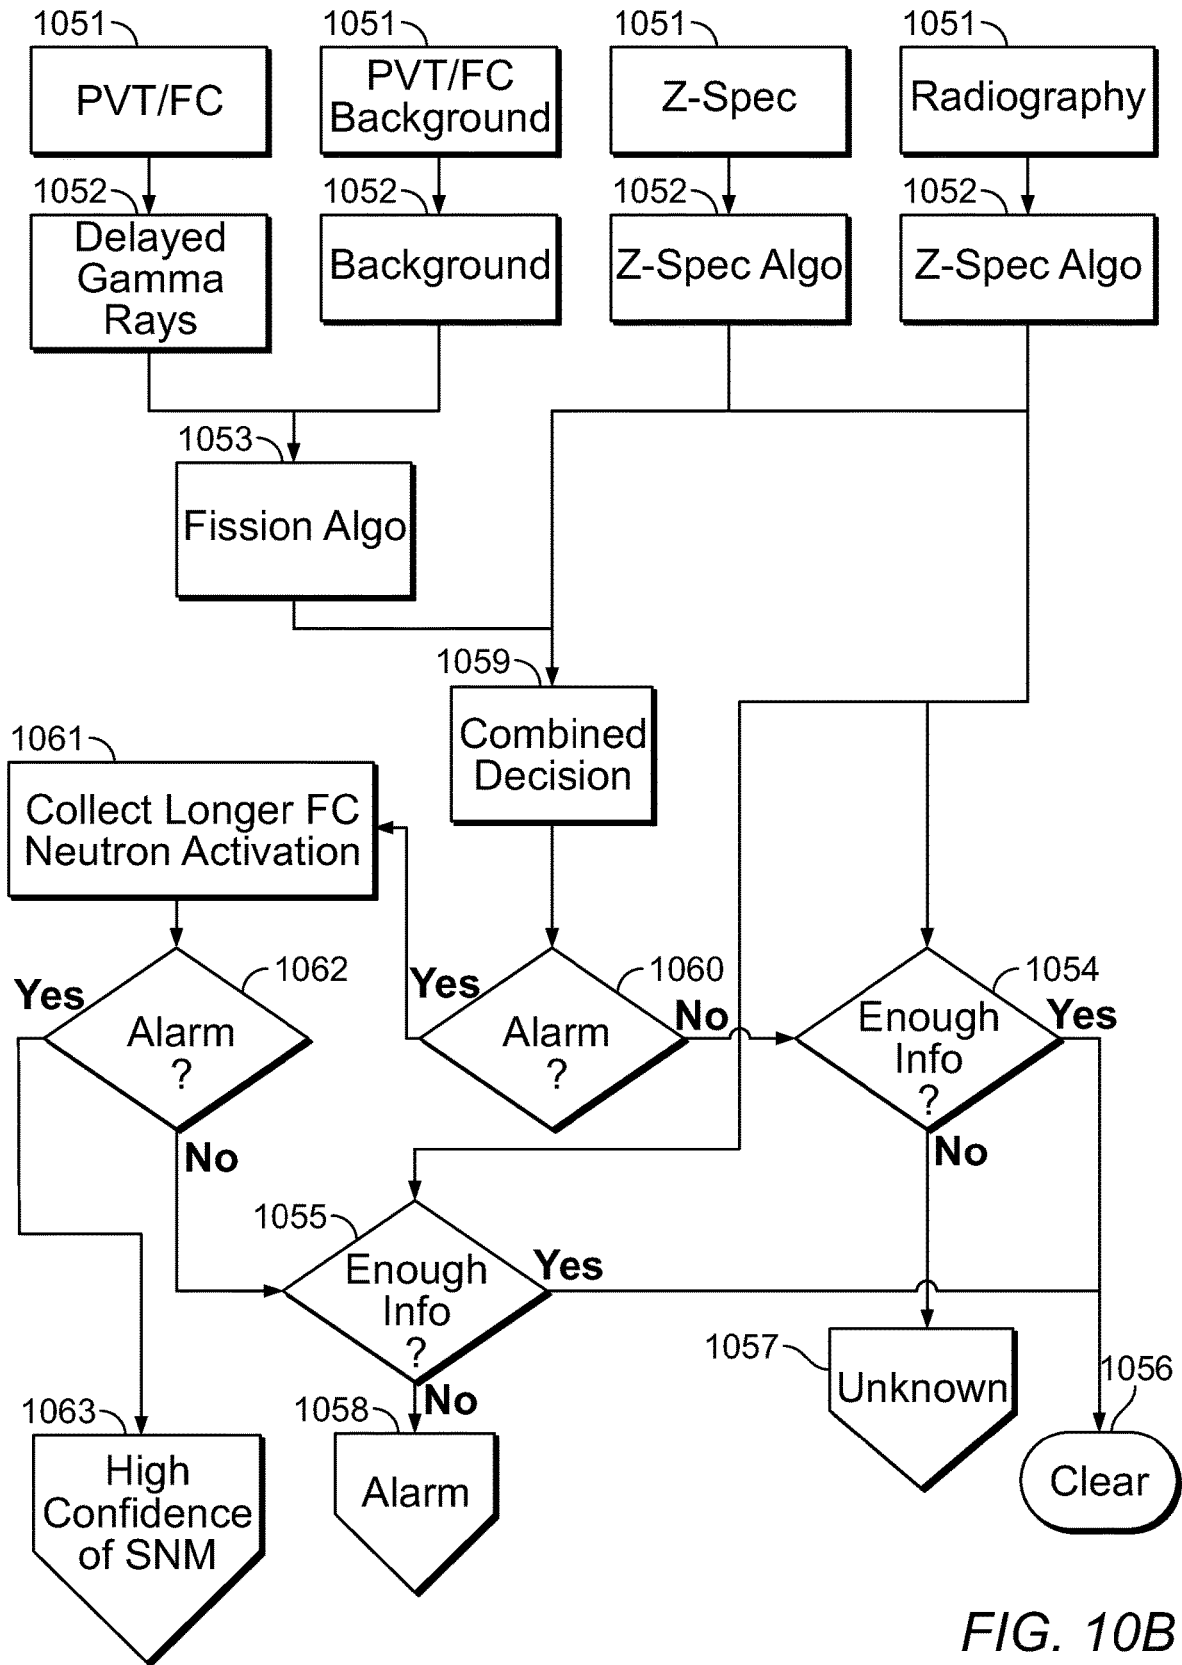 1051
1051
1051
1051
PVT/FC
PVT/FC
Background
Z-Spec
Radiography
1052
1052
1052
1052
Delayed
Gamma
Rays
Background
Z-Spec Algo
Z-Spec Algo
1053
Fission Algo
1059
Combined
Decision
1061
Collect Longer FC
Neutron Activation
1062
Yes
Alarm
?
No
1060
Yes
Alarm
?
No
1054
Enough
Info
?
Yes
No
1055
Enough
Info
?
Yes
No
1057
Unknown
1056
Clear
1063
High
Confidence
of SNM
1058
Alarm
FIG. 10B